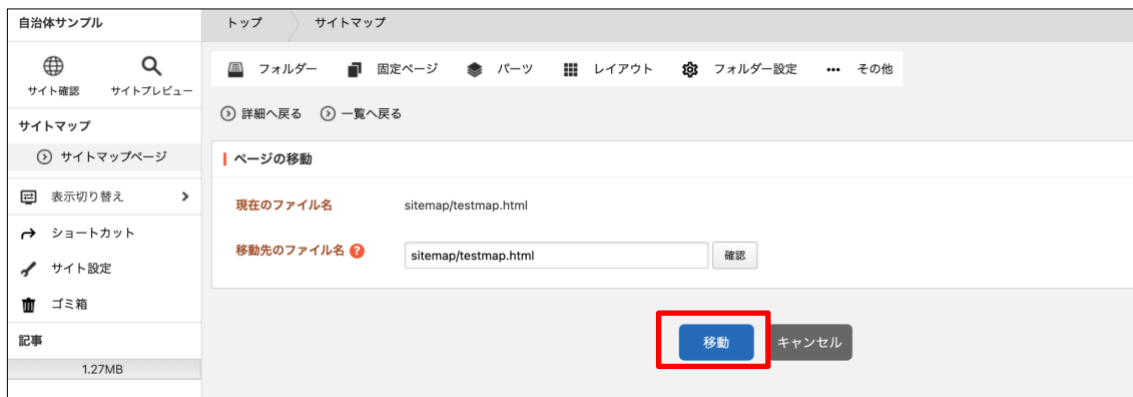 自治体サンプル
トップ サイトマップ
サイト確認 サイトプレビュー
フォルダー 固定ページ パーツ レイアウト フォルダー設定 ••• その他
詳細へ戻る 一覧へ戻る
サイトマップ
サイトマップページ
ページの移動
表示切り替え
現在のファイル名 sitemap/testmap.html
ショートカット
移動先のファイル名 ? sitemap/testmap.html 確認
サイト設定
ゴミ箱
記事
移動 キャンセル
1.27MB